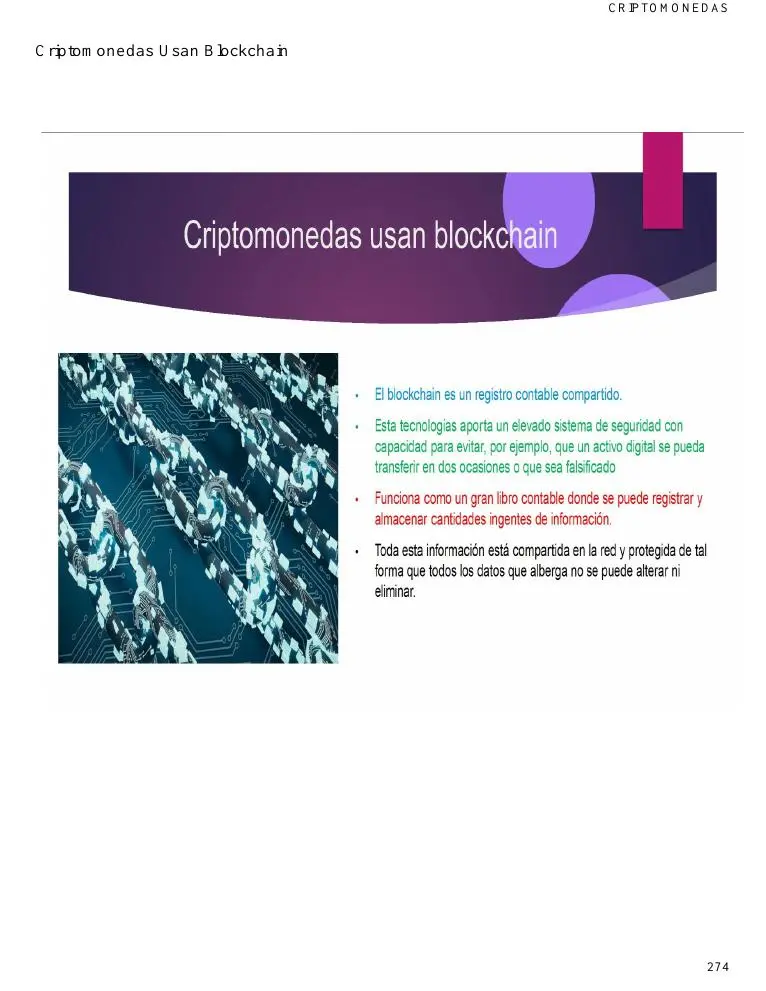 CRIPTOMONEDAS
Criptomonedas Usan Blockchain
Criptomonedas usan blockchain
• El blockchain es un registro contable compartido.
• Esta tecnologias aporta un elevado sistema de seguridad con
capacidad para evitar, por ejemplo, que un activo digital se pueda
transferir en dos ocasiones o que sea falsificado
• Funciona como un gran libro contable donde se puede registrar y
almacenar cantidades ingentes de información.
• Toda esta información está compartida en la red y protegida de tal
forma que todos los datos que alberga no se puede alterar ni
eliminar.
274